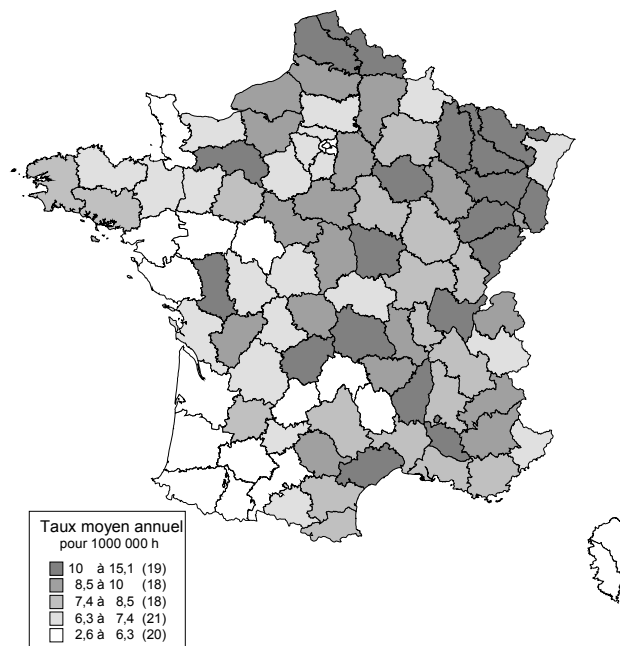 Taux moyen annuel
pour 1000 000 h
10 à 15,1 (19)
8,5 à 10 (18)
7,4 à 8,5 (18)
6,3 à 7,4 (21)
2,6 à 6,3 (20)